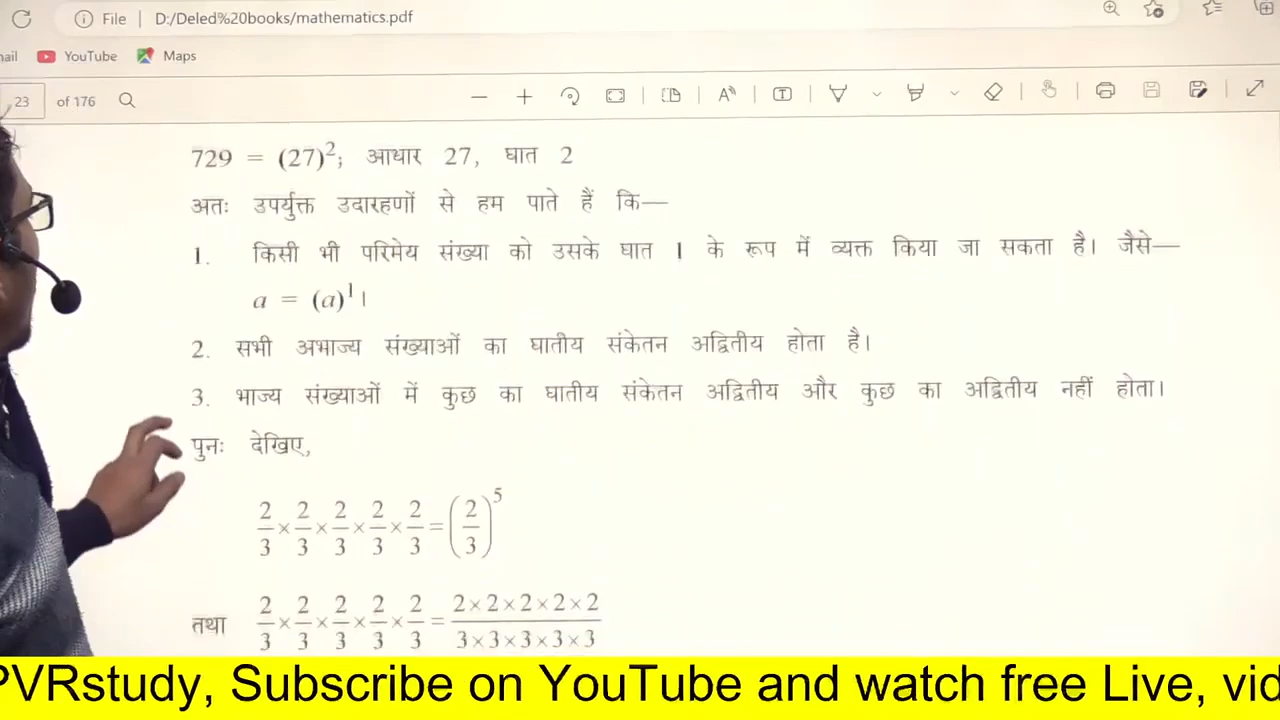 File D:/Deled%20books/mathematics.pdf
YouTube Maps
23 of 176
729 = (27)²; आधार 27, घात 2
अतः उपर्युक्त उदारहणों से हम पाते हैं कि—
1. किसी भी परिमेय संख्या को उसके घात 1 के रूप में व्यक्त किया जा सकता है। जैसे—
a = (a)¹।
2. सभी अभाज्य संख्याओं का घातीय संकेतन अद्वितीय होता है।
3. भाज्य संख्याओं में कुछ का घातीय संकेतन अद्वितीय और कुछ का अद्वितीय नहीं होता।
पुनः देखिए,
2/3 × 2/3 × 2/3 × 2/3 × 2/3 = (2/3)⁵
तथा 2/3 × 2/3 × 2/3 × 2/3 × 2/3 = 2×2×2×2×2 / 3×3×3×3×3
PVRstudy, Subscribe on YouTube and watch free Live,